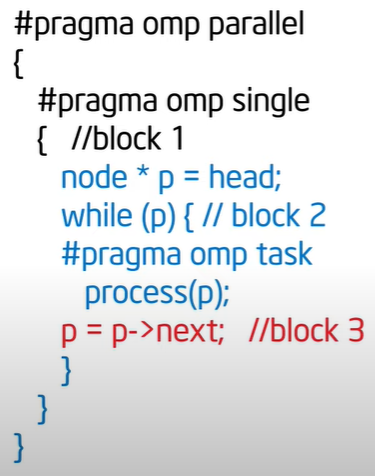 #pragma omp parallel
{
#pragma omp single
{ //block 1
node * p = head;
while (p) { // block 2
#pragma omp task
process(p);
p = p->next; //block 3
}
}
}